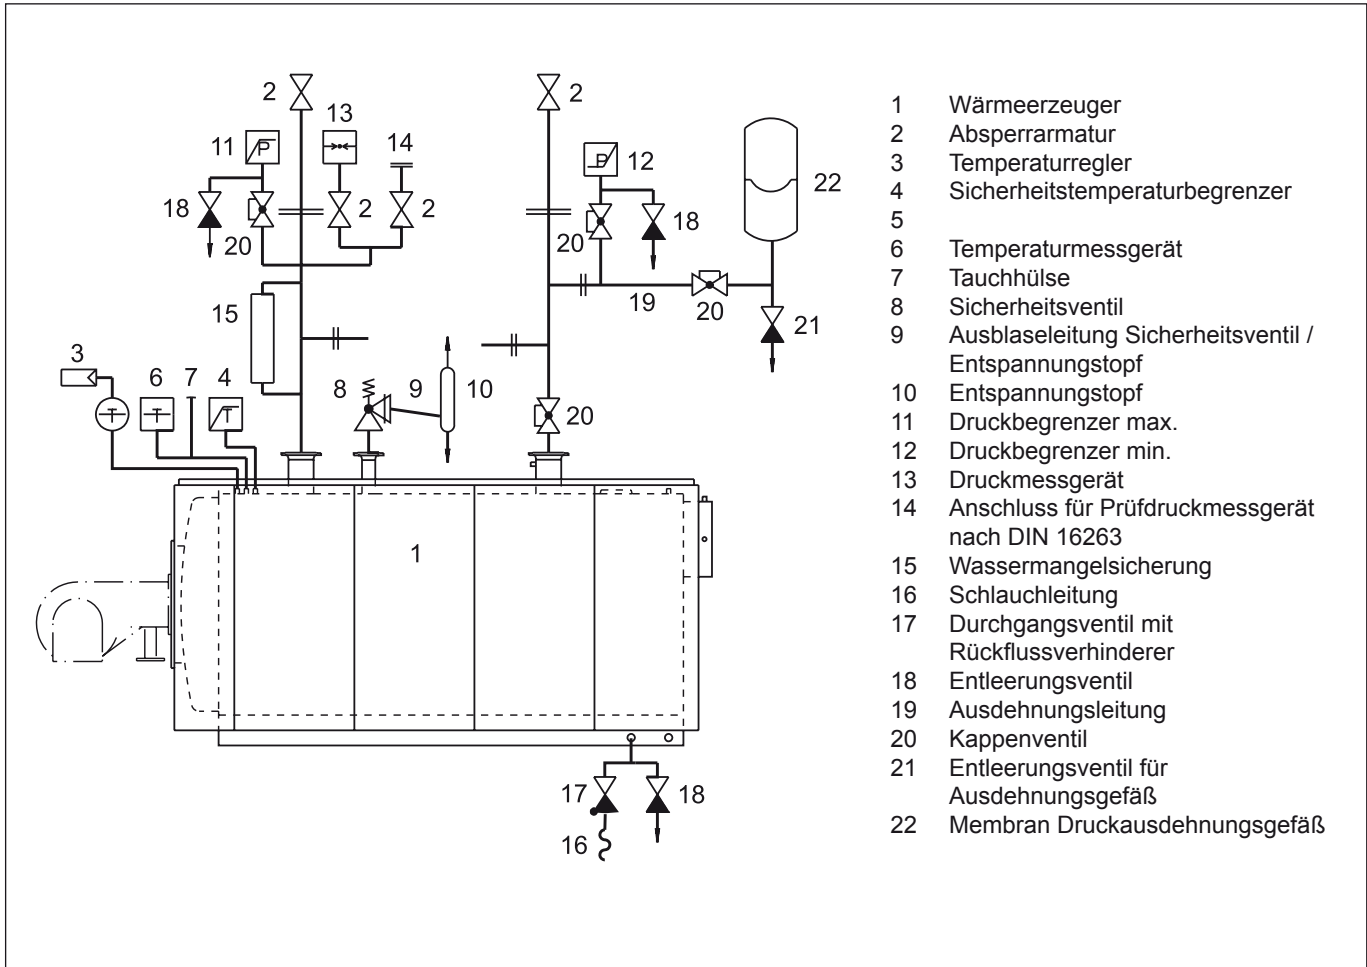 2
13
2
11
P
14
P
12
22
18
2
2
20
20
18
19
20
15
21
3
6
7
4
8
9
10
20
T
T
T
1
17
18
16
1 Wärmeerzeuger
2 Absperrarmatur
3 Temperaturregler
4 Sicherheitstemperaturbegrenzer
5
6 Temperaturmessgerät
7 Tauchhülse
8 Sicherheitsventil
9 Ausblaseleitung Sicherheitsventil /
Entspannungstopf
10 Entspannungstopf
11 Druckbegrenzer max.
12 Druckbegrenzer min.
13 Druckmessgerät
14 Anschluss für Prüfdruckmessgerät
nach DIN 16263
15 Wassermangelsicherung
16 Schlauchleitung
17 Durchgangsventil mit
Rückflussverhinderer
18 Entleerungsventil
19 Ausdehnungsleitung
20 Kappenventil
21 Entleerungsventil für
Ausdehnungsgefäß
22 Membran Druckausdehnungsgefäß